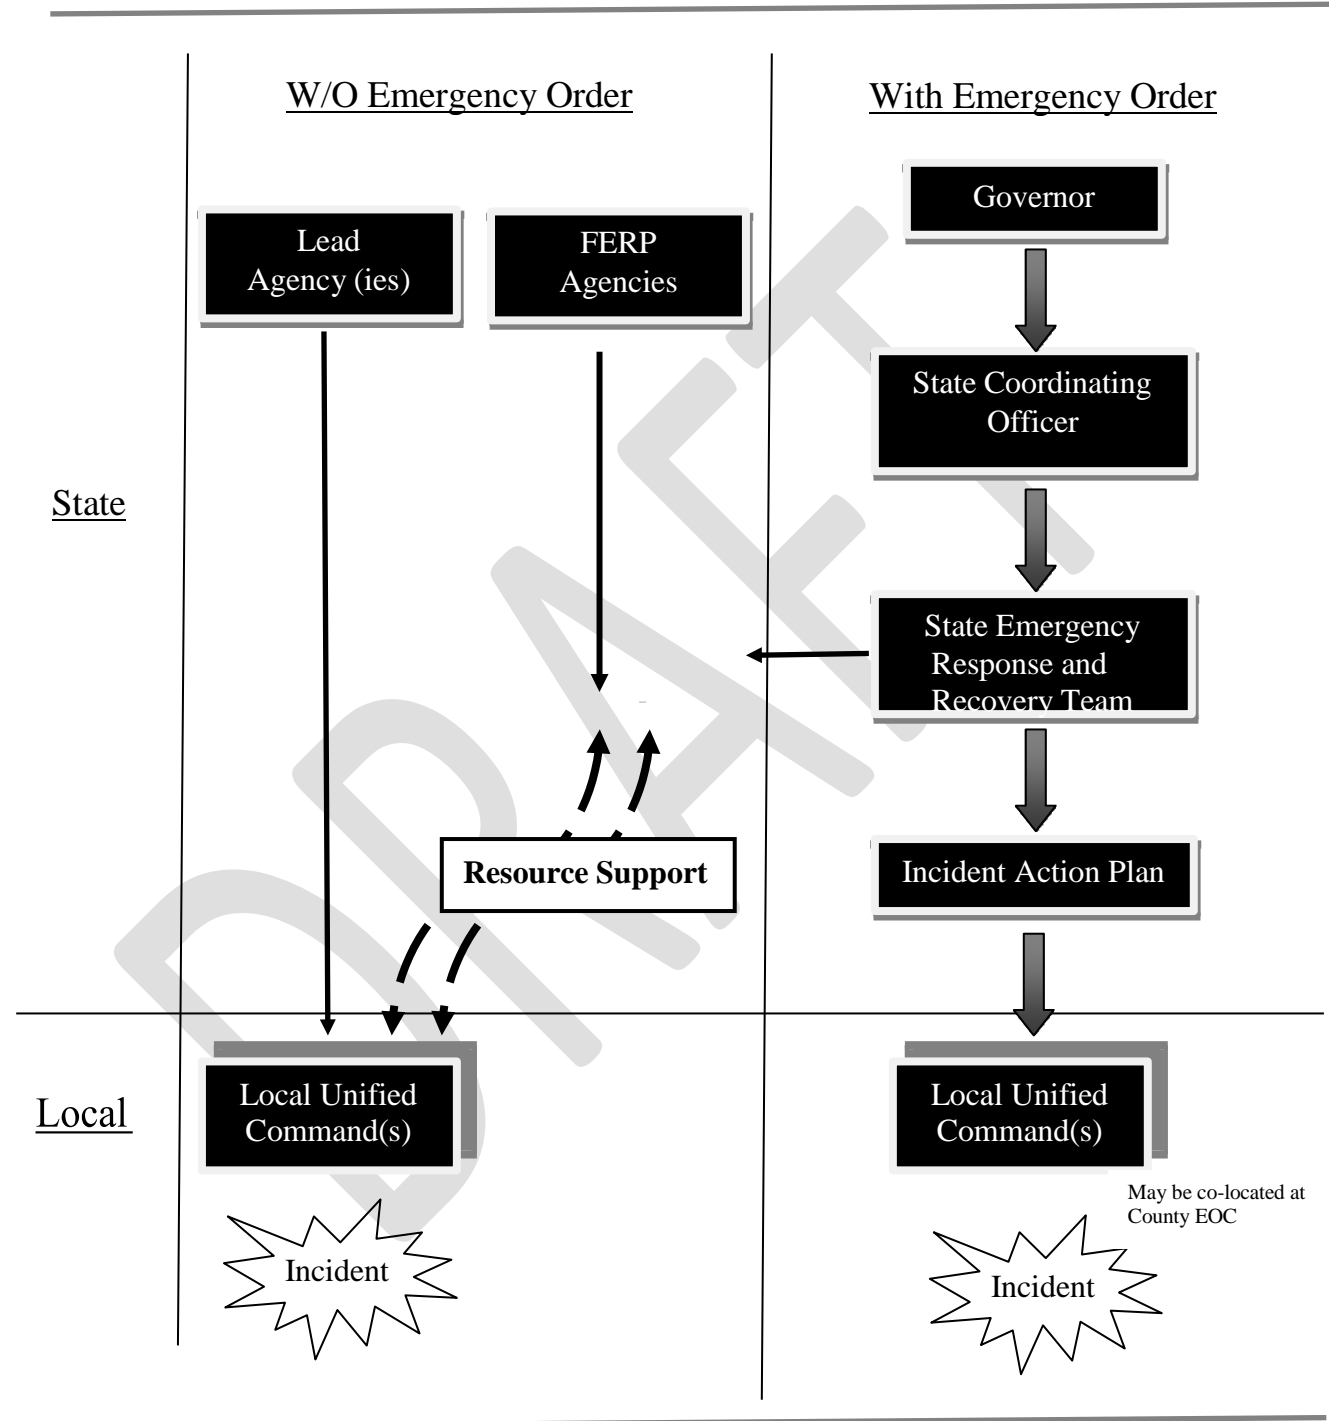 W/O Emergency Order
With Emergency Order
Governor
Lead
Agency (ies)
FERP
Agencies
State Coordinating
Officer
State
State Emergency
Response and
Recovery Team
Resource Support
Incident Action Plan
Local
Local Unified
Command(s)
Local Unified
Command(s)
May be co-located at
County EOC
Incident
Incident
DRAFT